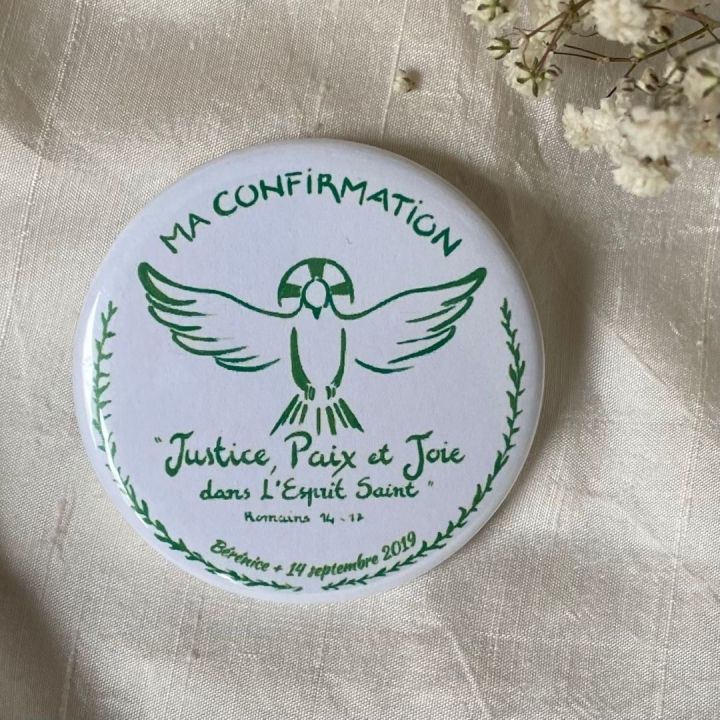 MA CONFIRMATION
"Justice, Paix et Joie
dans L'Esprit Saint"
Romains 14-17
Bérénice + 14 septembre 2019